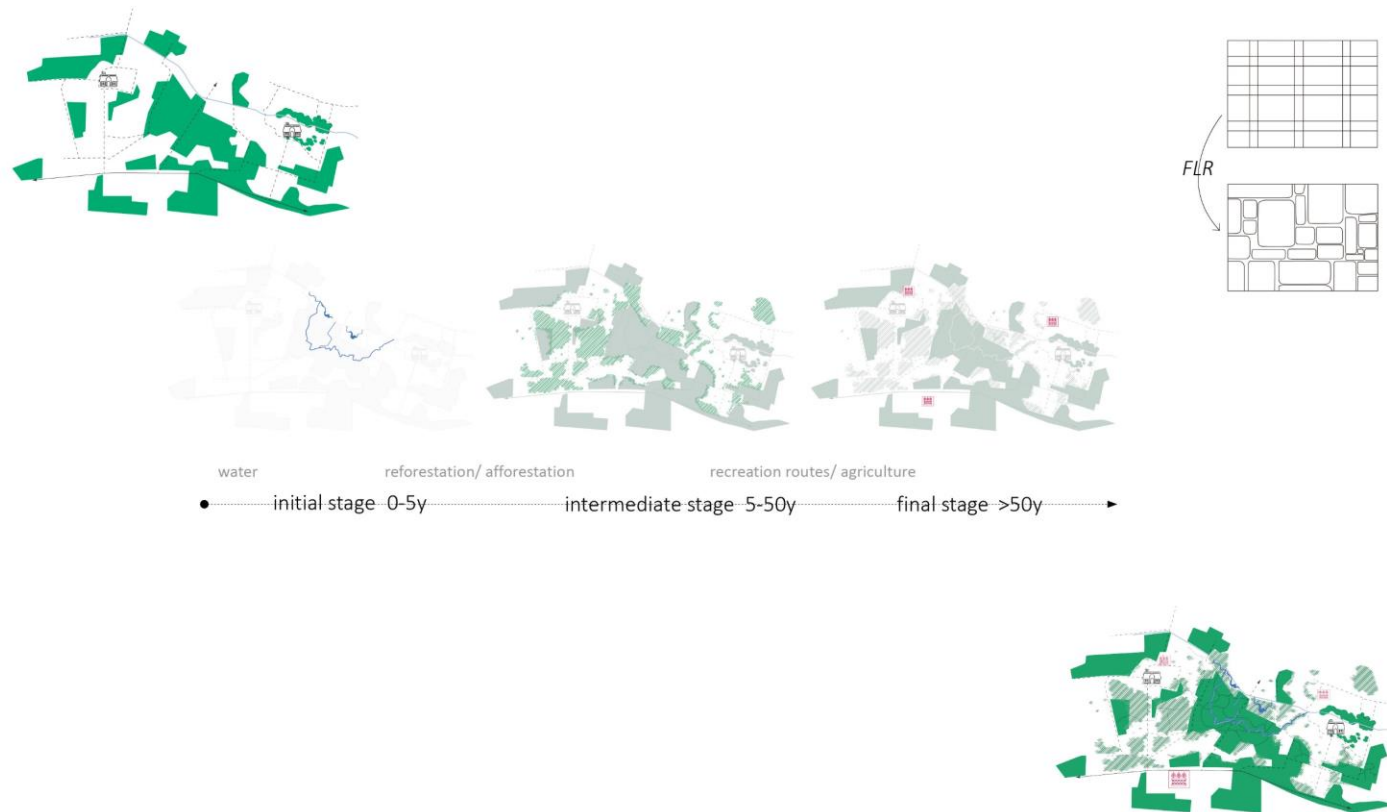 FLR
water
reforestation/ afforestation
recreation routes/ agriculture
initial stage 0-5y
intermediate stage 5-50y
final stage >50y